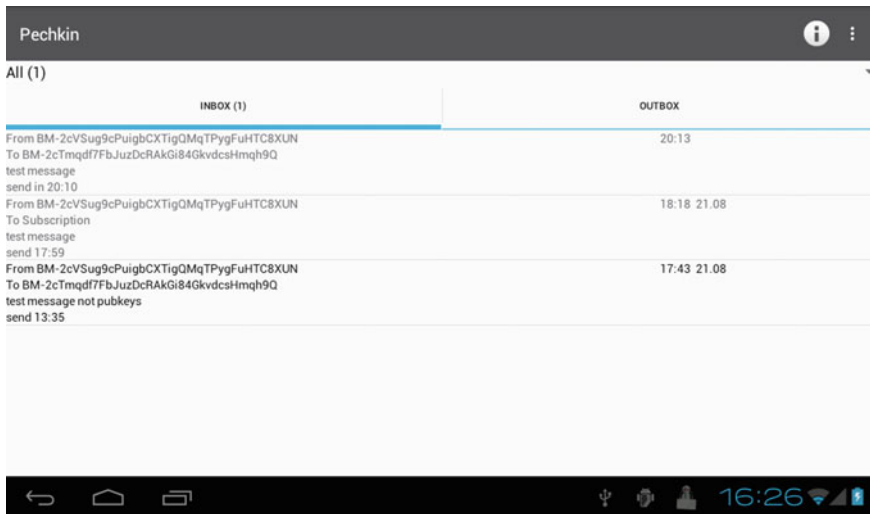 Pechkin
All (1)
INBOX (1)
OUTBOX
From BM-2cVSug9cPuigbCXTigQMqTPygFuHTC8XUN
20:13
To BM-2cTmqdf7FbJuzDcRAkGi84GkvdcsHmqh9Q
test message
send in 20:10
From BM-2cVSug9cPuigbCXTigQMqTPygFuHTC8XUN
18:18 21.08
To Subscription
test message
send 17:59
From BM-2cVSug9cPuigbCXTigQMqTPygFuHTC8XUN
17:43 21.08
To BM-2cTmqdf7FbJuzDcRAkGi84GkvdcsHmqh9Q
test message not pubkeys
send 13:35
16:26